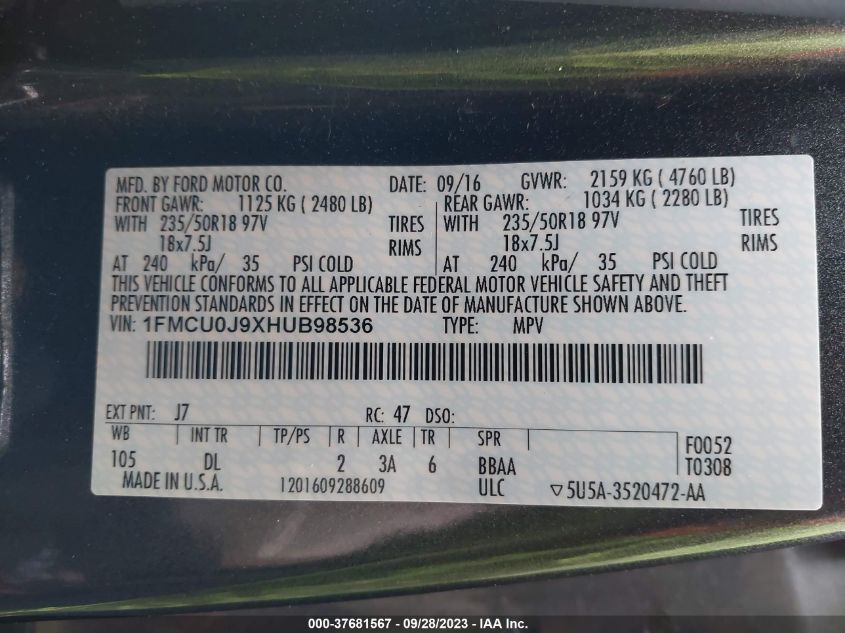 MFD. BY FORD MOTOR CO. DATE: 09/16 GVWR: 2159 KG ( 4760 LB)
FRONT GAWR: 1125 KG ( 2480 LB) REAR GAWR: 1034 KG ( 2280 LB)
WITH 235/50R18 97V TIRES WITH 235/50R18 97V TIRES
18x7.5J RIMS 18x7.5J RIMS
AT 240 kPa/ 35 PSI COLD AT 240 kPa/ 35 PSI COLD
THIS VEHICLE CONFORMS TO ALL APPLICABLE FEDERAL MOTOR VEHICLE SAFETY AND THEFT
PREVENTION STANDARDS IN EFFECT ON THE DATE OF MANUFACTURE SHOWN ABOVE.
VIN: 1FMCU0J9XHUB98536 TYPE: MPV
EXT PNT: J7 RC: 47 DSO:
WB INT TR TP/PS R AXLE TR SPR F0052
105 DL 2 3A 6 BBAA T0308
MADE IN U.S.A. 1201609288609 ULC ▽5U5A-3520472-AA
000-37681567 - 09/28/2023 - IAA Inc.